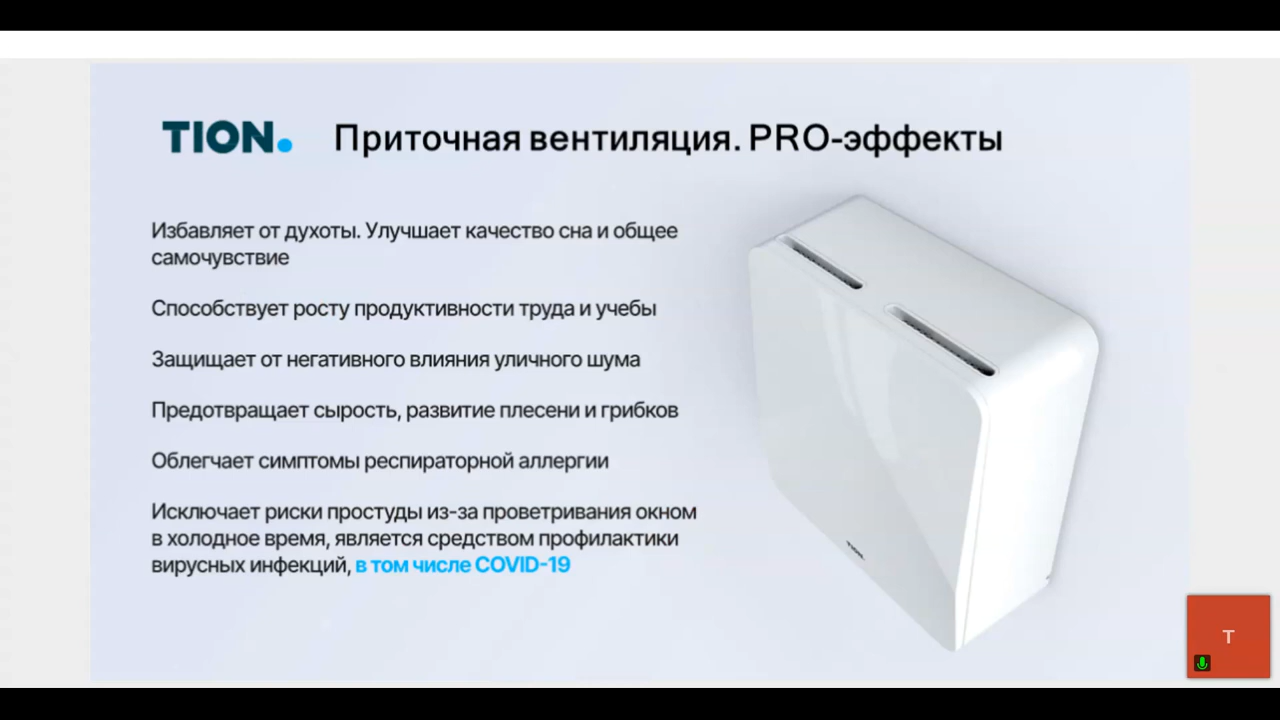 TION. Приточная вентиляция. PRO-эффекты
Избавляет от духоты. Улучшает качество сна и общее
самочувствие
Способствует росту продуктивности труда и учебы
Защищает от негативного влияния уличного шума
Предотвращает сырость, развитие плесени и грибков
Облегчает симптомы респираторной аллергии
Исключает риски простуды из-за проветривания окном
в холодное время, является средством профилактики
вирусных инфекций, в том числе COVID-19
TION.
T